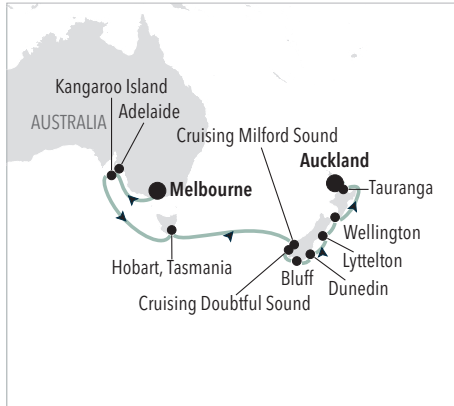 Kangaroo Island
Adelaide
AUSTRALIA
Cruising Milford Sound
Auckland
Tauranga
Melbourne
Wellington
Hobart, Tasmania
Lyttelton
Bluff
Dunedin
Cruising Doubtful Sound